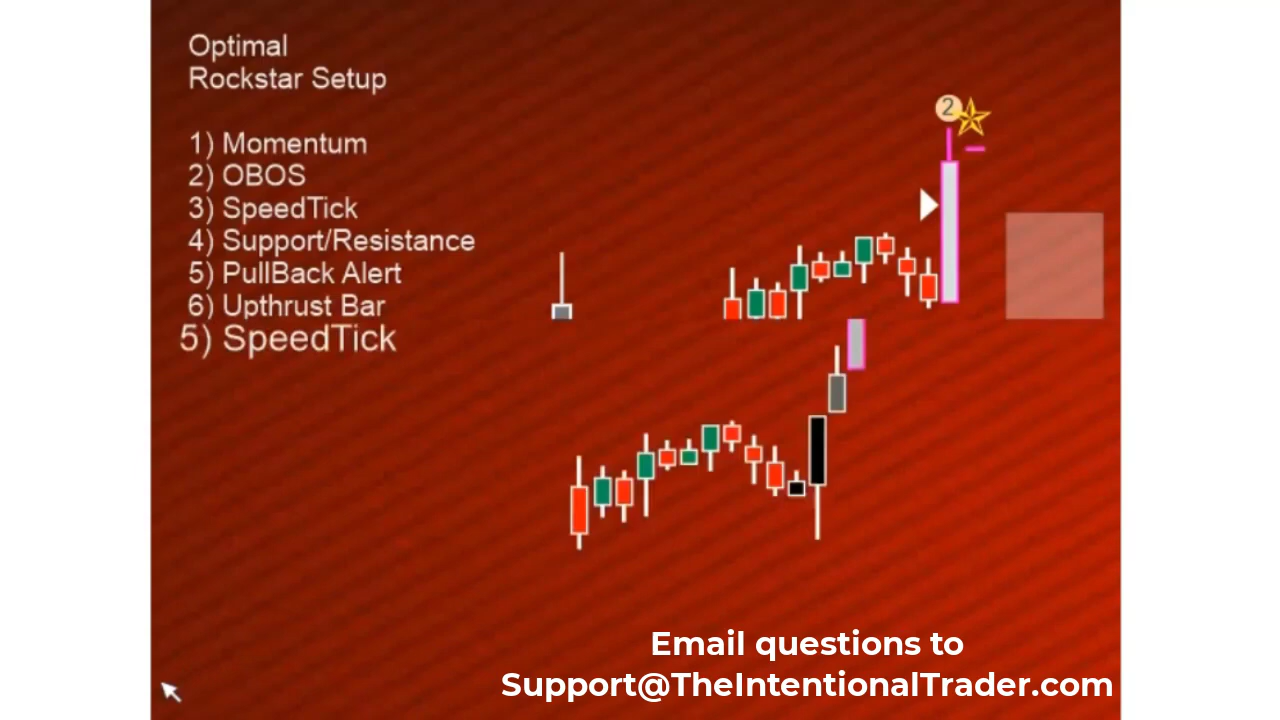 Optimal
Rockstar Setup
1) Momentum
2) OBOS
3) SpeedTick
4) Support/Resistance
5) PullBack Alert
6) Upthrust Bar
5) SpeedTick
2
Email questions to
Support@TheIntentionalTrader.com